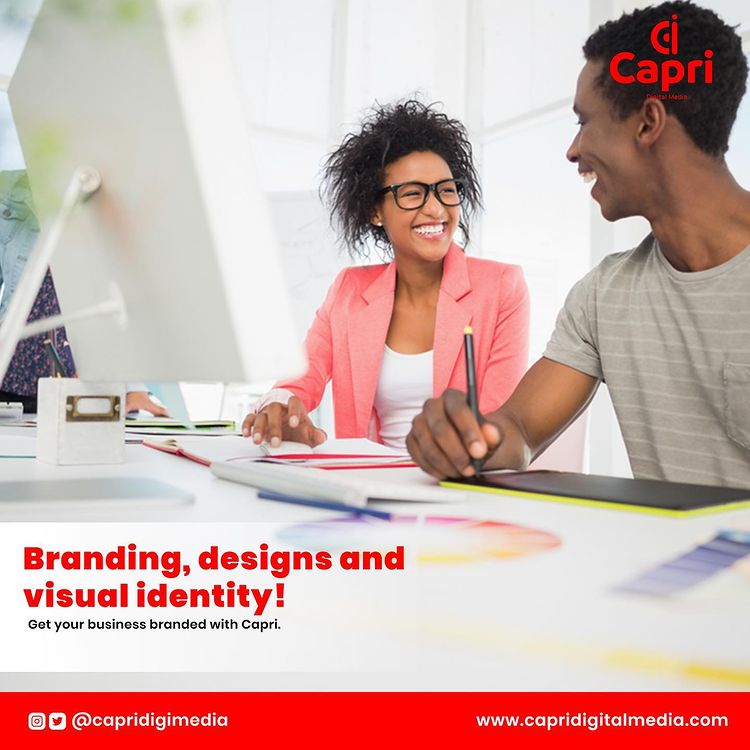 Capri
Digital Media
Branding, designs and
visual identity!
Get your business branded with Capri.
@capridigimedia
www.capridigitalmedia.com